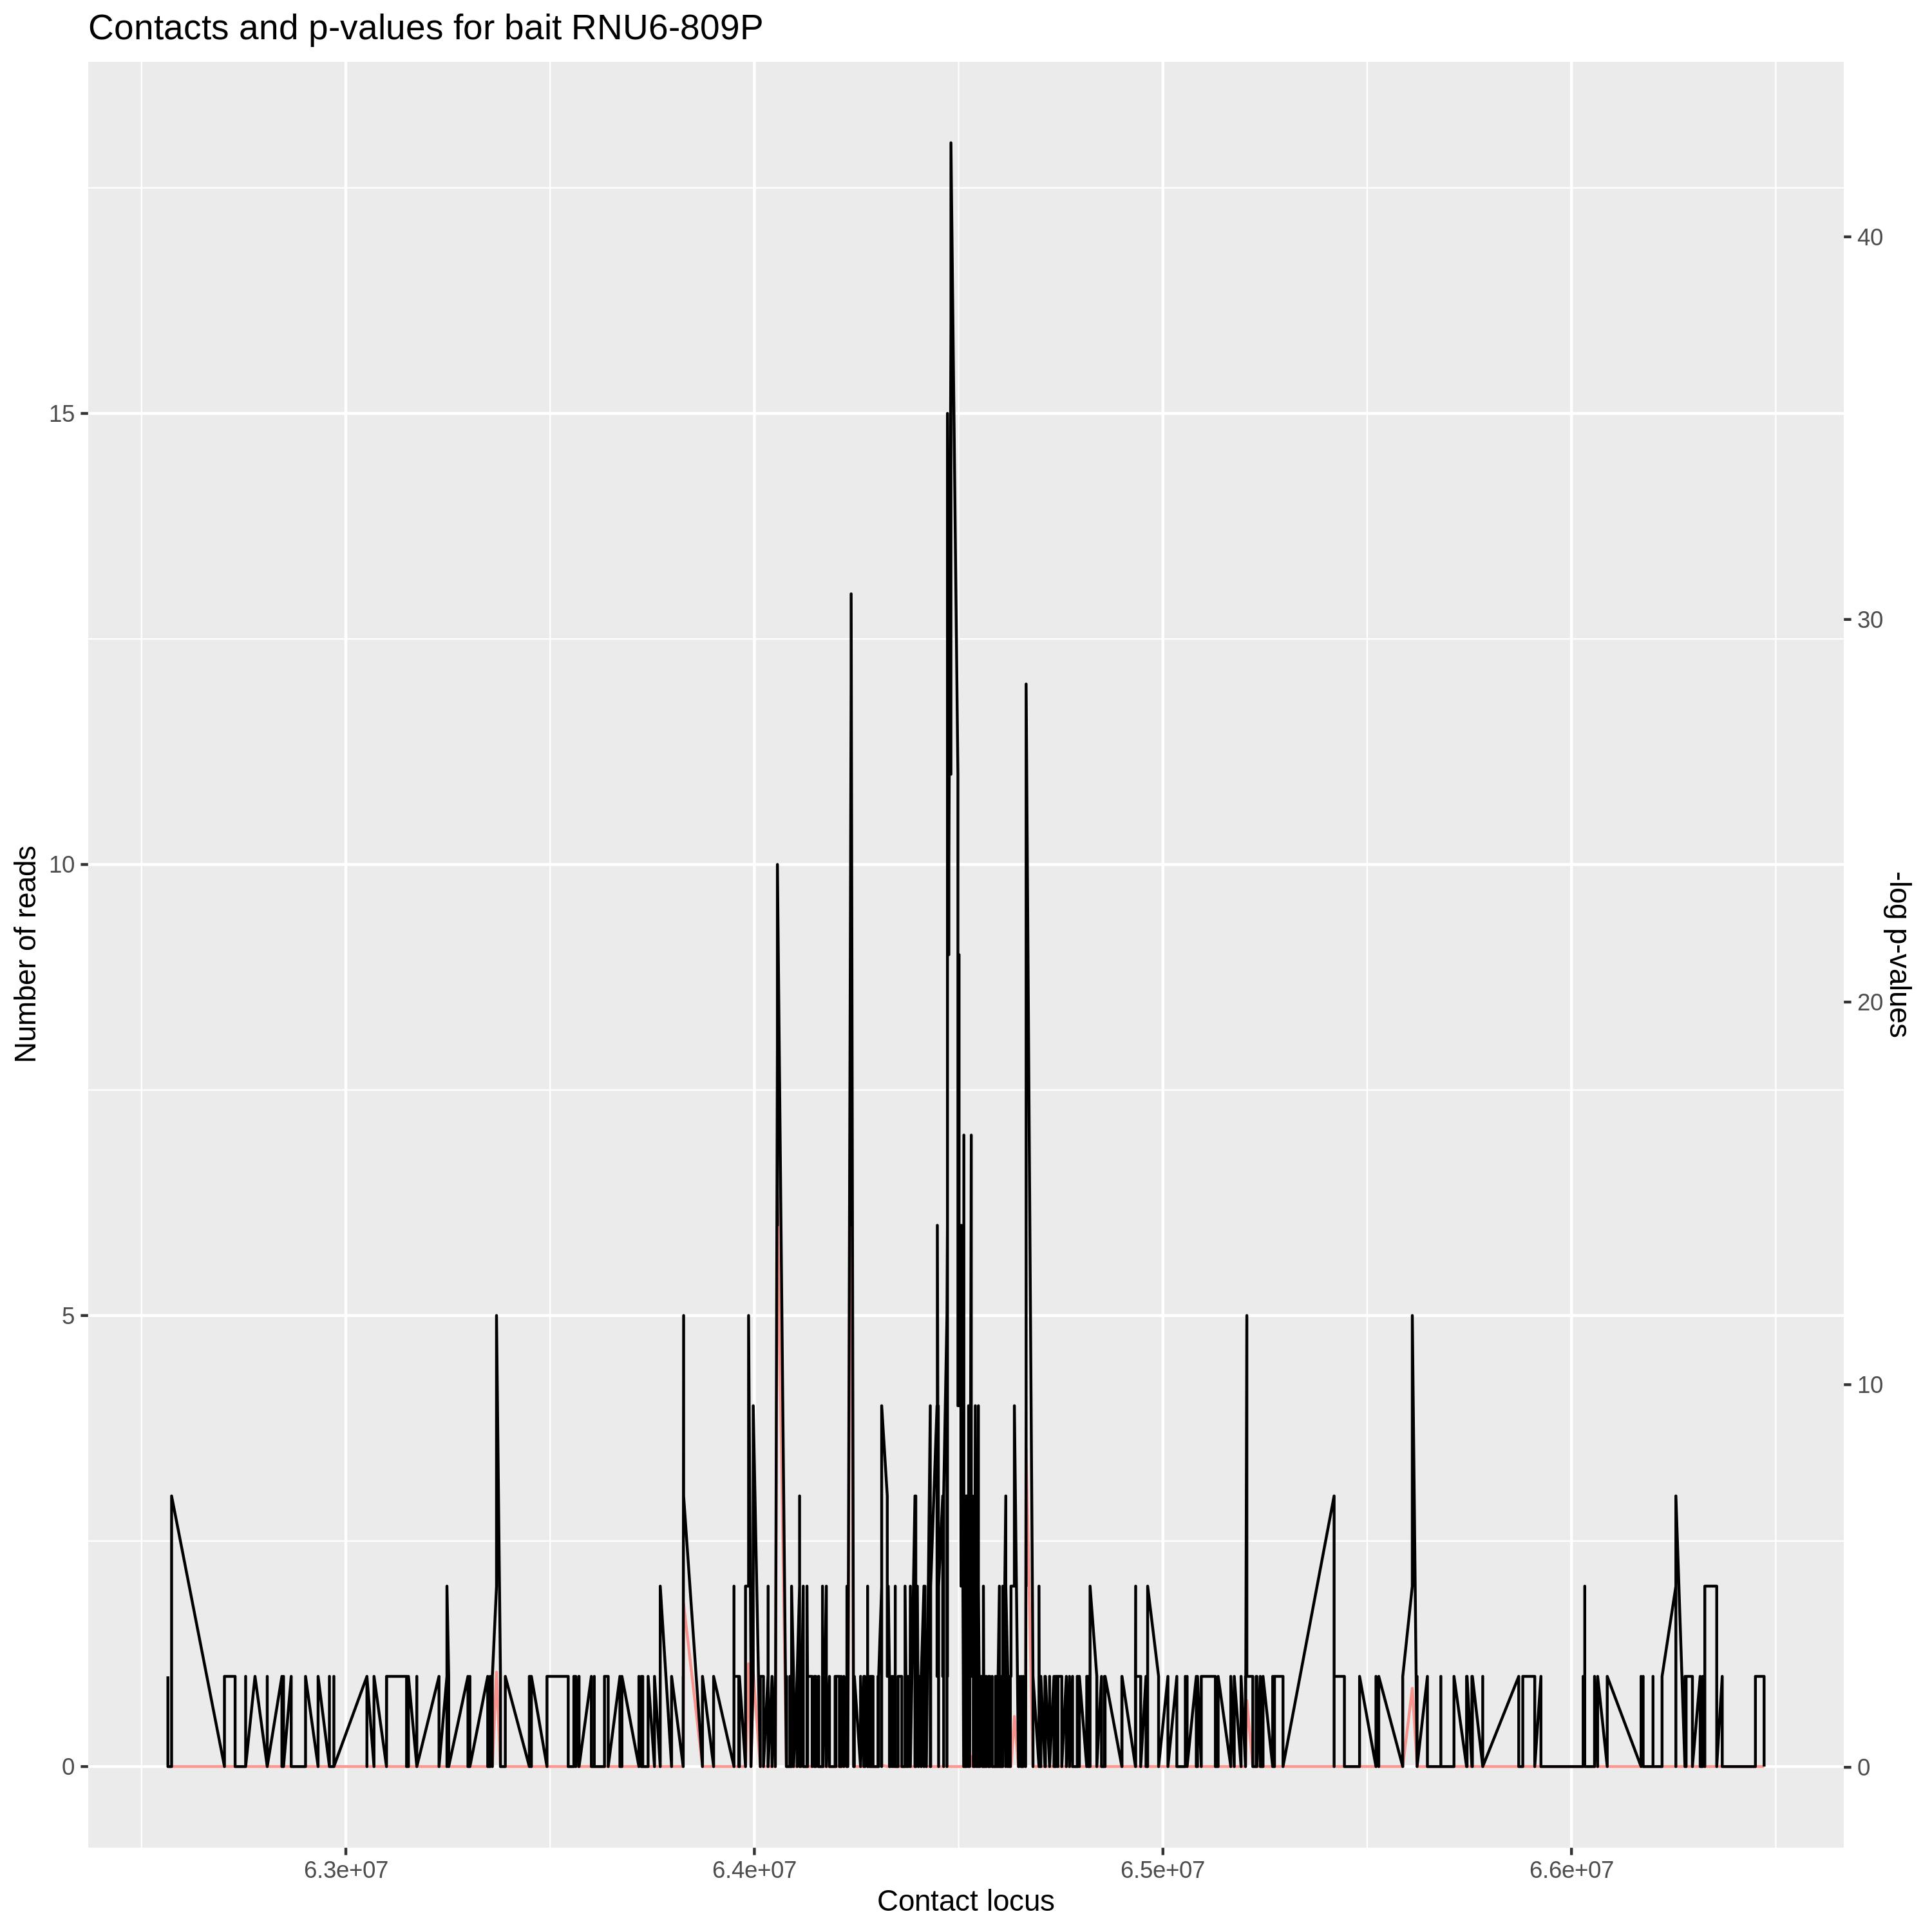 Contacts and p-values for bait RNU6-809P
Number of reads
15
10
5
0
40
30
20
10
0
-log p-values
6.3e+07
6.4e+07
6.5e+07
6.6e+07
Contact locus